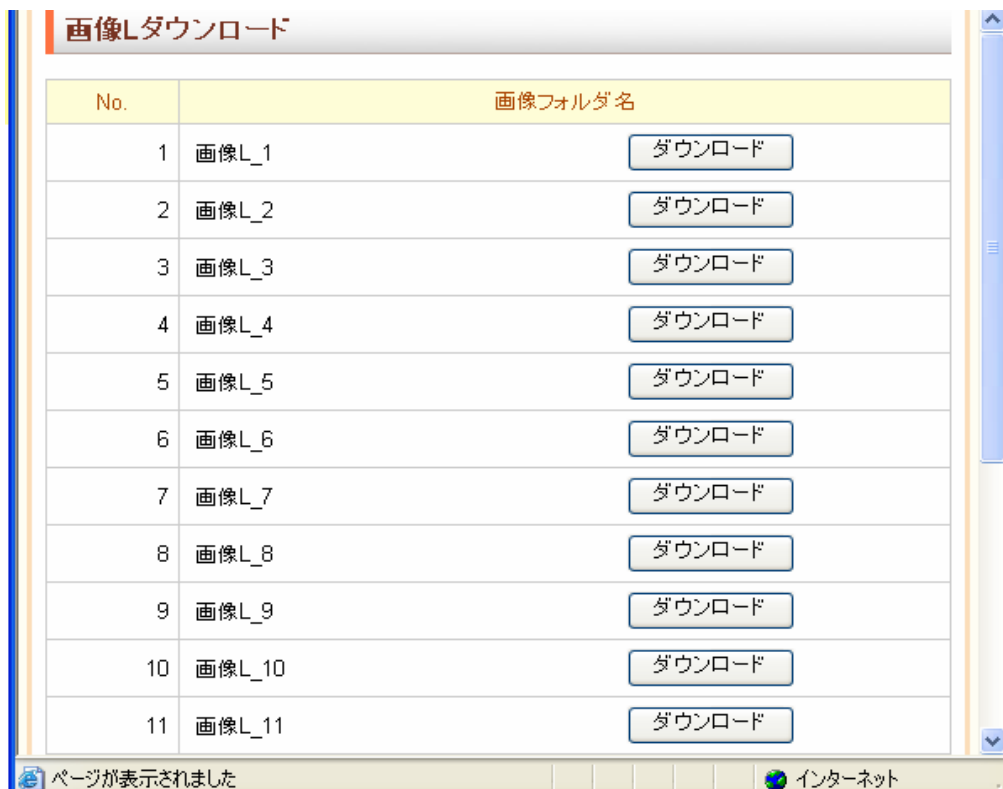 画像Lダウンロード
No. 画像フォルダ名
1 画像L_1 ダウンロード
2 画像L_2 ダウンロード
3 画像L_3 ダウンロード
4 画像L_4 ダウンロード
5 画像L_5 ダウンロード
6 画像L_6 ダウンロード
7 画像L_7 ダウンロード
8 画像L_8 ダウンロード
9 画像L_9 ダウンロード
10 画像L_10 ダウンロード
11 画像L_11 ダウンロード
ページが表示されました インターネット